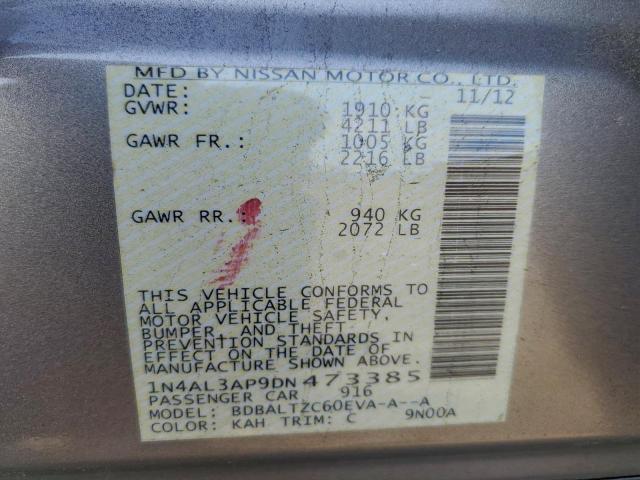 MFD BY NISSAN MOTOR CO., LTD.
DATE: 11/12
GVWR: 1910 KG
4211 LB
GAWR FR.: 1005 KG
2216 LB
GAWR RR.: 940 KG
2072 LB
THIS VEHICLE CONFORMS TO
ALL APPLICABLE FEDERAL
MOTOR VEHICLE SAFETY,
BUMPER, AND THEFT
PREVENTION STANDARDS IN
EFFECT ON THE DATE OF
MANUFACTURE SHOWN ABOVE.
1N4AL3AP9DN473385
PASSENGER CAR 916
MODEL: BDBALTZC60EVA-A--A
COLOR: KAH TRIM: C 9N00A